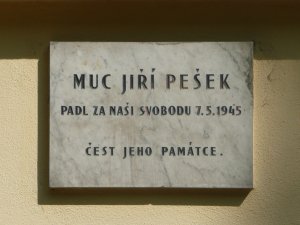 MUC JIŘÍ PEŠEK
PADL ZA NAŠI SVOBODU 7.5.1945
ČEST JEHO PAMÁTCE.